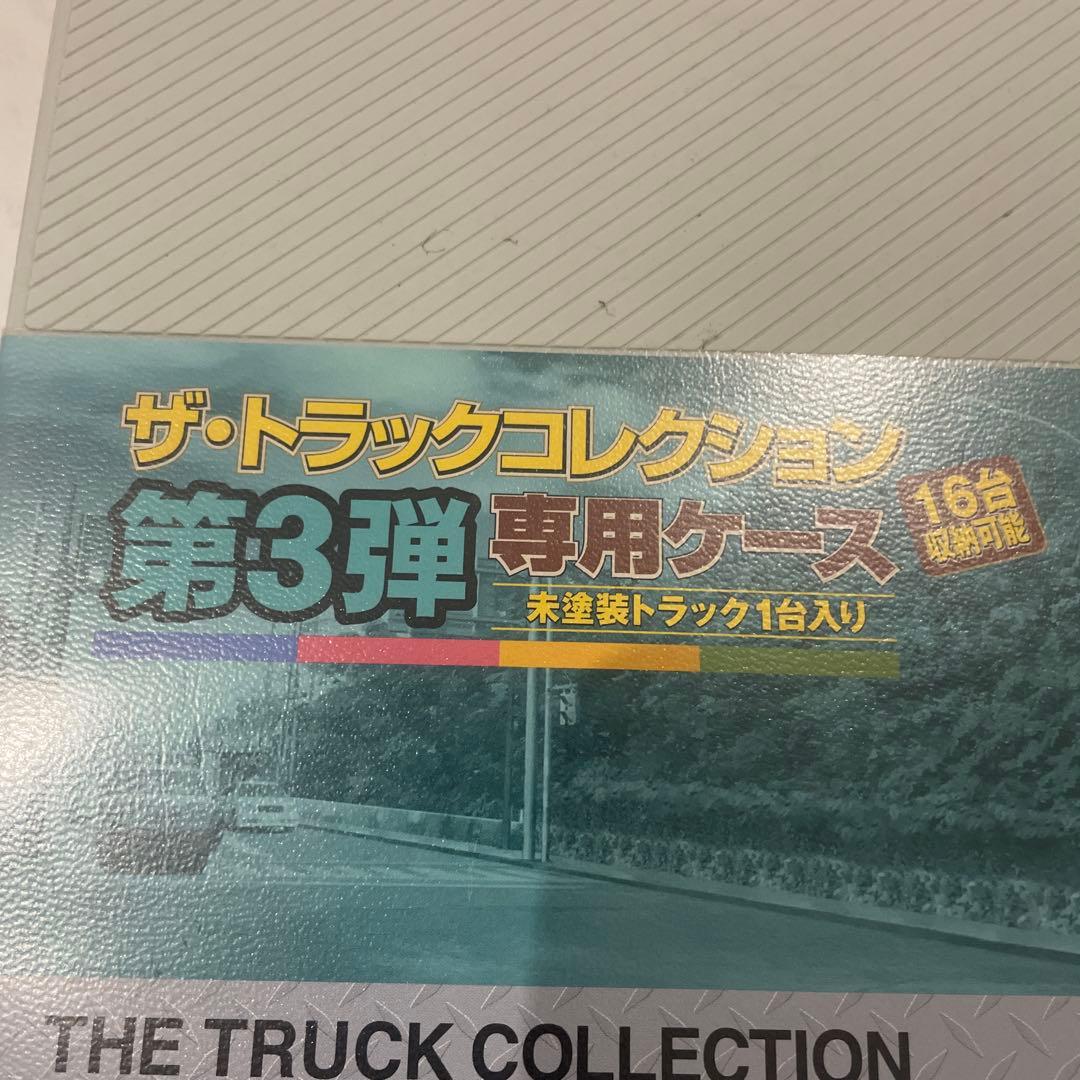 ザ・トラックコレクション
第3弾 専用ケース
16台
収納可能
未塗装トラック1台入り
THE TRUCK COLLECTION